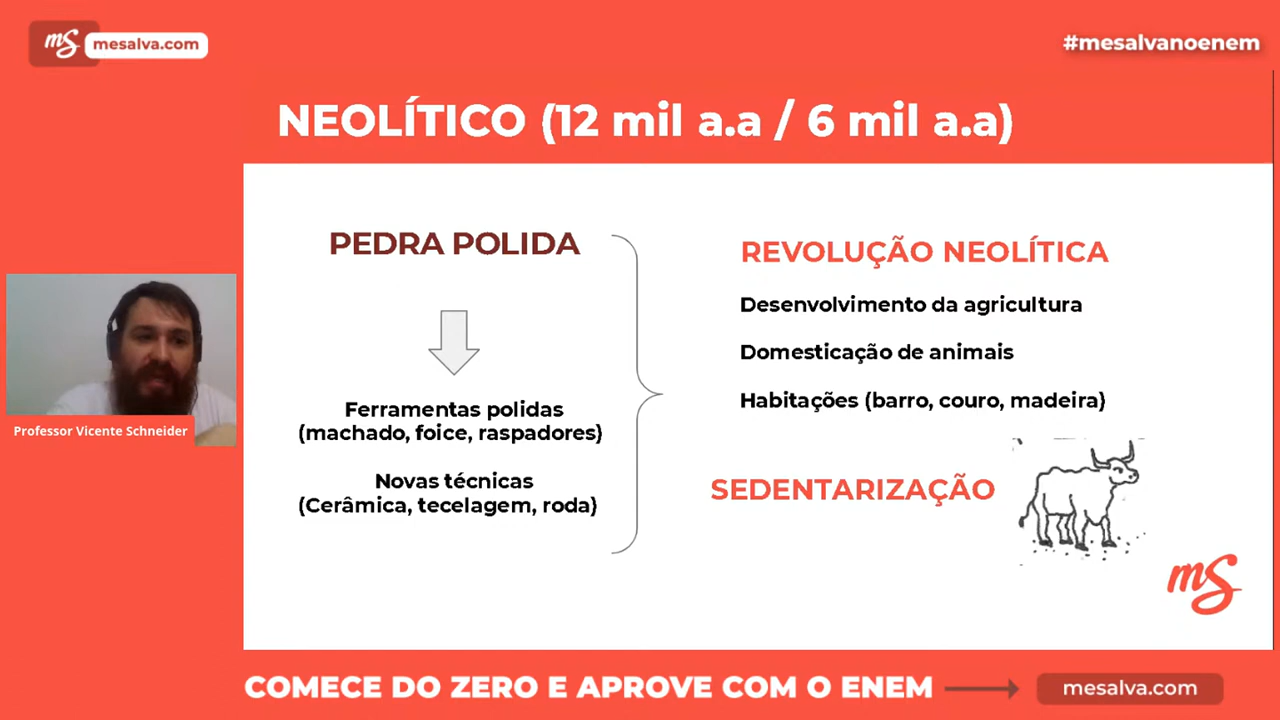 mS mesalva.com
#mesalvanoenem
NEOLÍTICO (12 mil a.a / 6 mil a.a)
PEDRA POLIDA
Ferramentas polidas
(machado, foice, raspadores)
Novas técnicas
(Cerâmica, tecelagem, roda)
REVOLUÇÃO NEOLÍTICA
Desenvolvimento da agricultura
Domesticação de animais
Habitações (barro, couro, madeira)
SEDENTARIZAÇÃO
Professor Vicente Schneider
mS
COMECE DO ZERO E APROVE COM O ENEM
mesalva.com